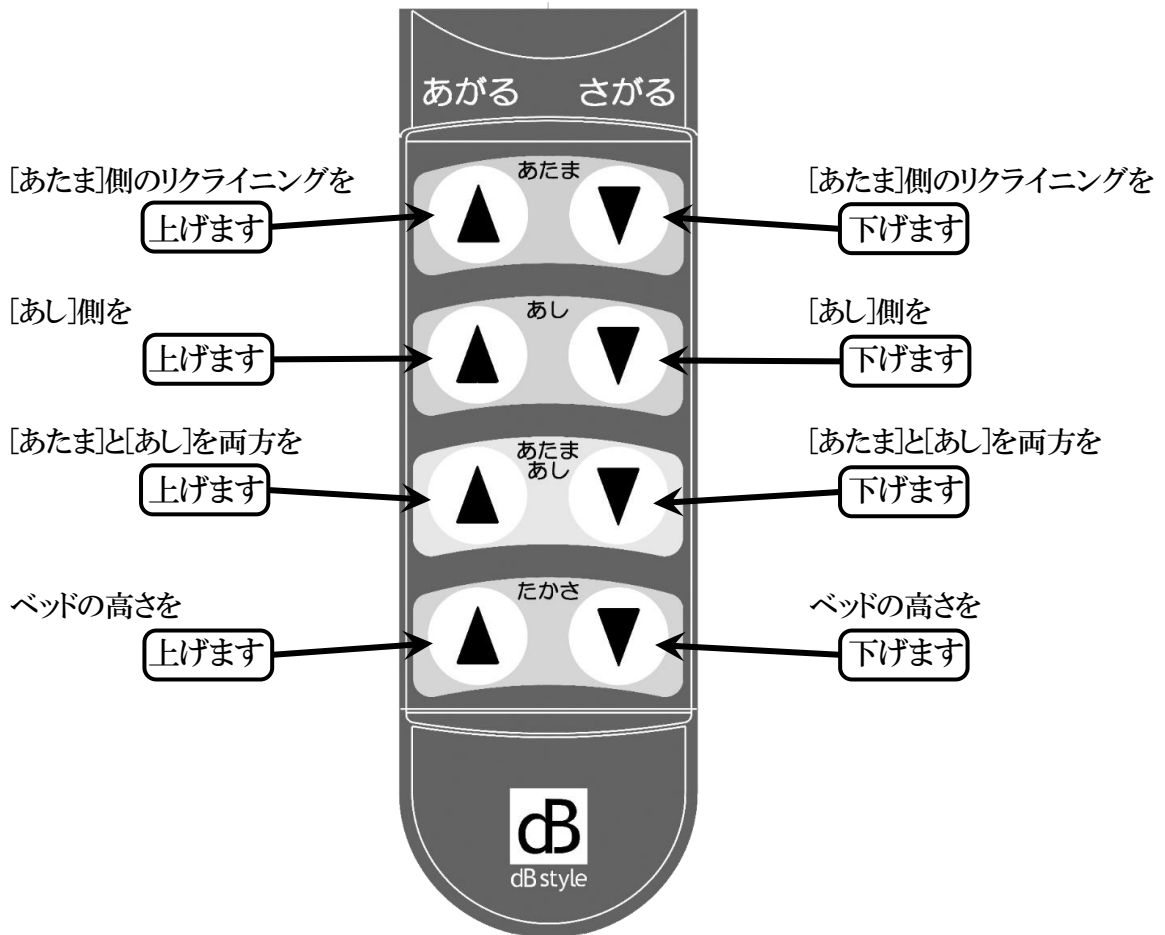 あがる さがる
あたま
[あたま]側のリクライニングを
上げます
[あたま]側のリクライニングを
下げます
あし
[あし]側を
上げます
[あし]側を
下げます
あたま
あし
[あたま]と[あし]を両方を
上げます
[あたま]と[あし]を両方を
下げます
たかさ
ベッドの高さを
上げます
ベッドの高さを
下げます
dB
dB style